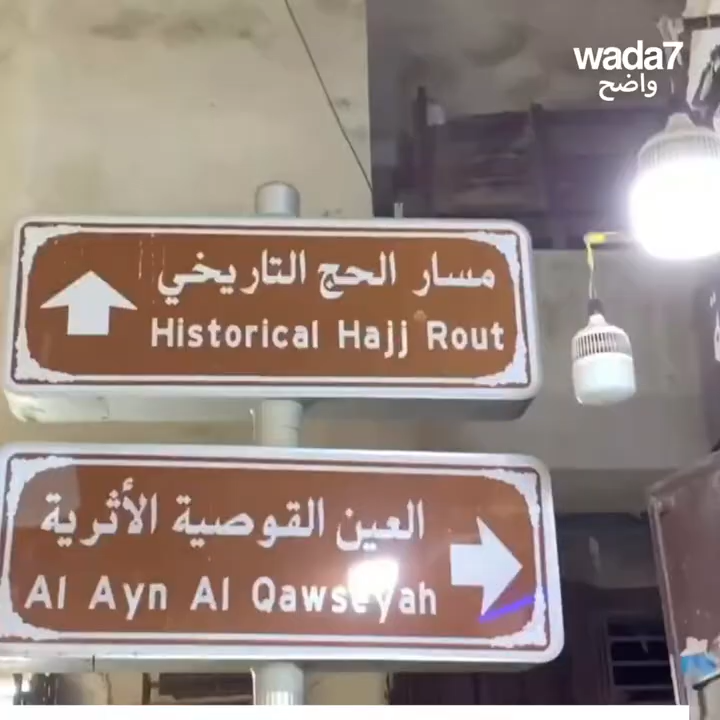 wada7
واضح
مسار الحج التاريخي
Historical Hajj Rout
العين القوصية الأثرية
Al Ayn Al Qawseyah